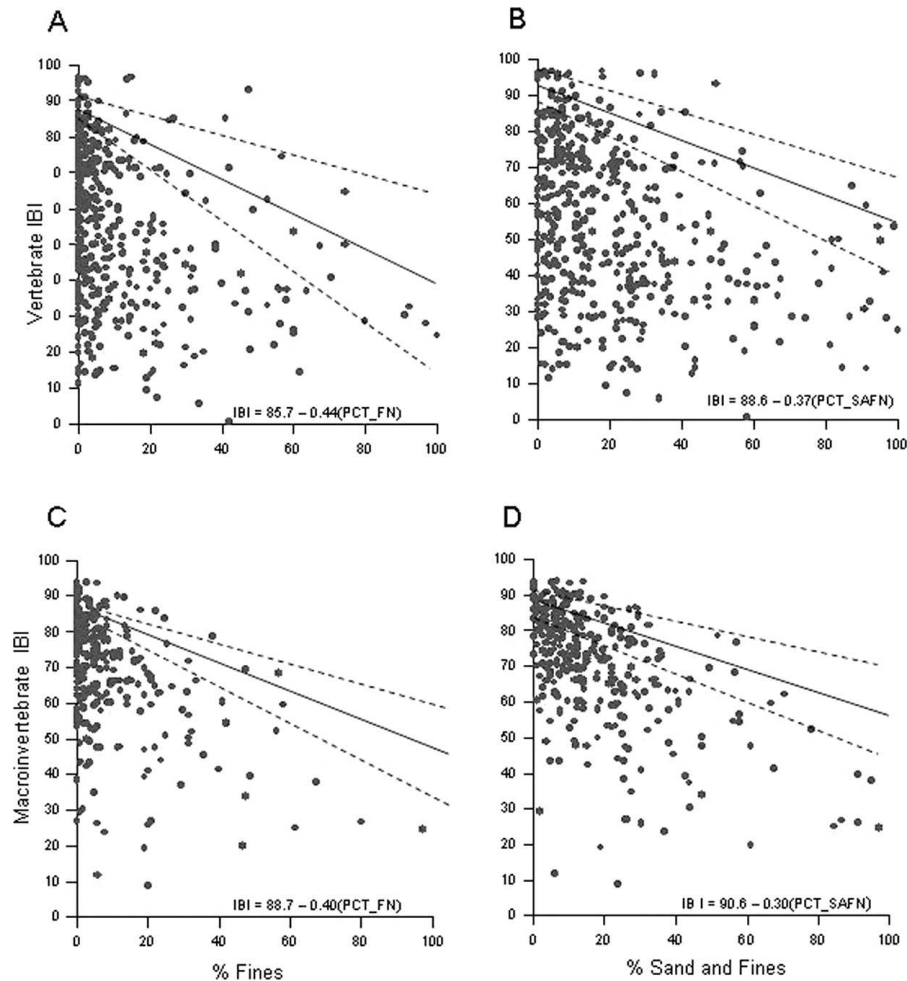 A
B
100
90
80
0
0
0
0
0
20
10
0
Vertebrate IBI
IBI = 85.7 – 0.44(PCT_FN)
0 20 40 60 80 100
100
90
80
70
60
50
40
30
20
10
0
IBI = 88.6 – 0.37(PCT_SAFN)
0 20 40 60 80 100
C
D
100
90
80
70
60
50
40
30
20
10
0
Macroinvertebrate IBI
IBI = 88.7 – 0.40(PCT_FN)
0 20 40 60 80 100
% Fines
100
90
80
70
60
50
40
30
20
10
0
IB I = 90.6 – 0.30(PCT_SAFN)
0 20 40 60 80 100
% Sand and Fines